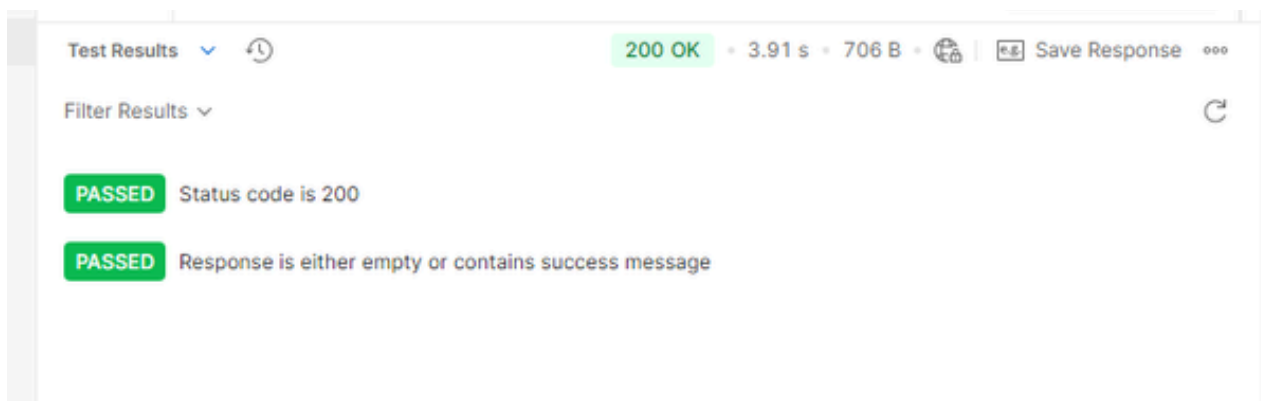 Test Results 200 OK • 3.91 s • 706 B • e.g. Save Response
Filter Results
PASSED Status code is 200
PASSED Response is either empty or contains success message